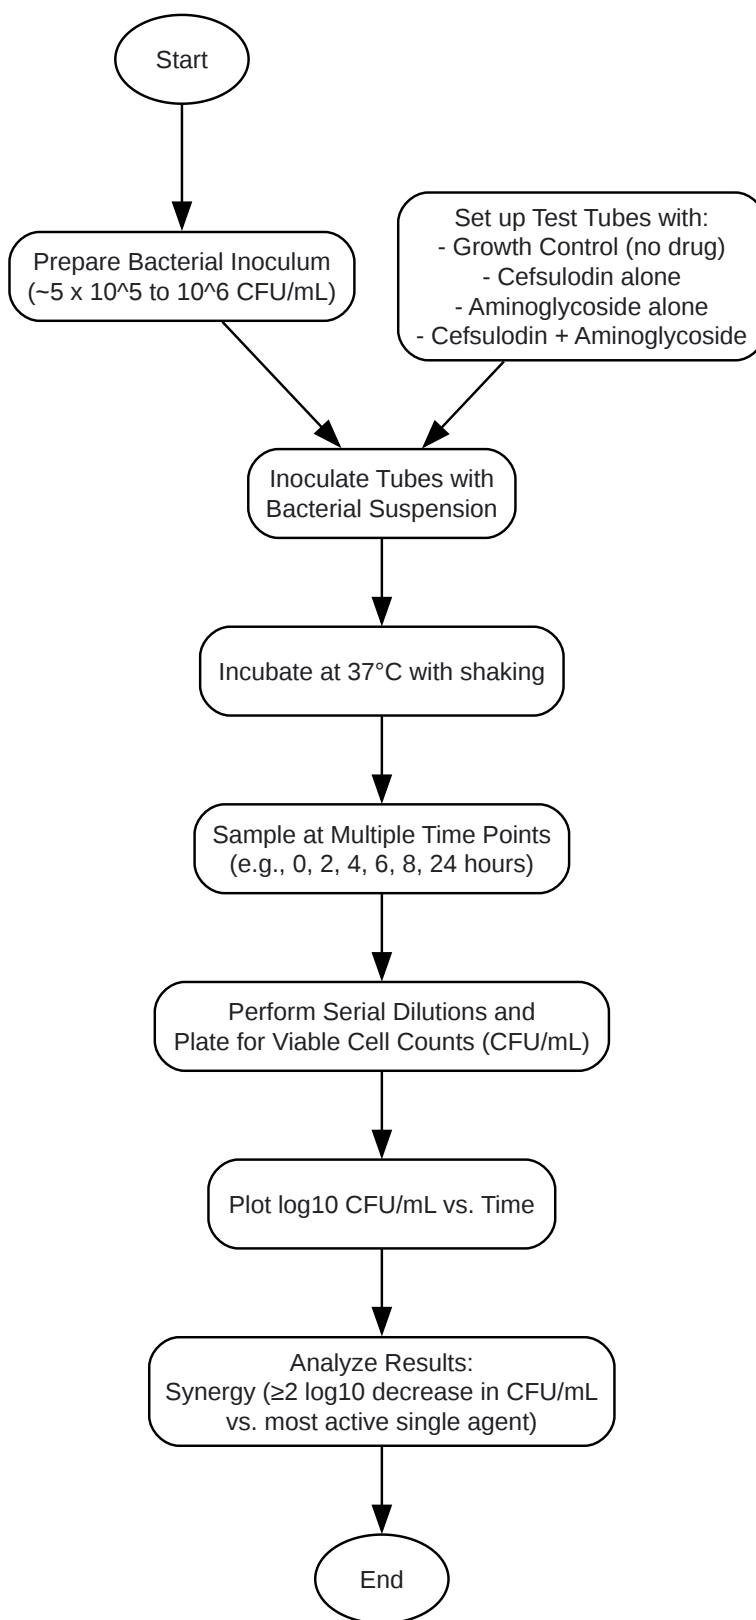 Start
Prepare Bacterial Inoculum
(~5 x 10^5 to 10^6 CFU/mL)
Set up Test Tubes with:
- Growth Control (no drug)
- Cefsulodin alone
- Aminoglycoside alone
- Cefsulodin + Aminoglycoside
Inoculate Tubes with
Bacterial Suspension
Incubate at 37°C with shaking
Sample at Multiple Time Points
(e.g., 0, 2, 4, 6, 8, 24 hours)
Perform Serial Dilutions and
Plate for Viable Cell Counts (CFU/mL)
Plot log10 CFU/mL vs. Time
Analyze Results:
Synergy (≥2 log10 decrease in CFU/mL
vs. most active single agent)
End